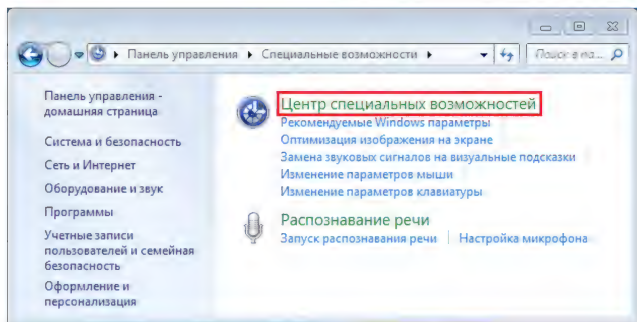 Панель управления ▸ Специальные возможности ▸
Поиск в па...
Панель управления -
домашняя страница
Система и безопасность
Сеть и Интернет
Оборудование и звук
Программы
Учетные записи
пользователей и семейная
безопасность
Оформление и
персонализация
Центр специальных возможностей
Рекомендуемые Windows параметры
Оптимизация изображения на экране
Замена звуковых сигналов на визуальные подсказки
Изменение параметров мыши
Изменение параметров клавиатуры
Распознавание речи
Запуск распознавания речи | Настройка микрофона